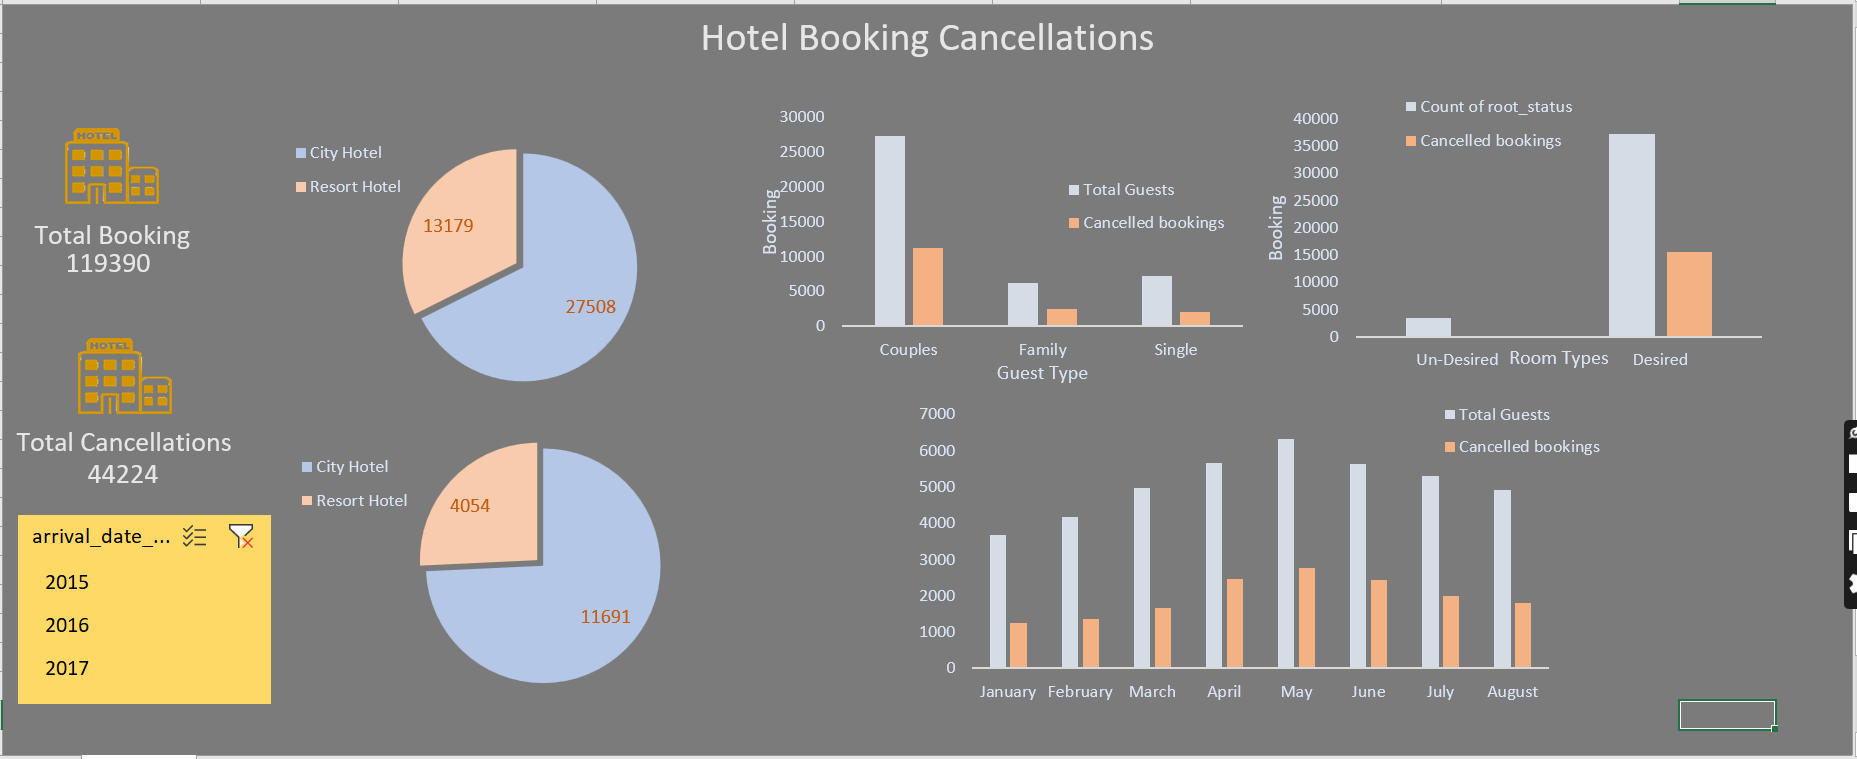 Hotel Booking Cancellations
HOTEL
Total Booking
119390
HOTEL
Total Cancellations
44224
arrival_date_...
2015
2016
2017
City Hotel
Resort Hotel
13179
27508
City Hotel
Resort Hotel
4054
11691
30000
25000
20000
15000
10000
5000
0
Booking
Total Guests
Cancelled bookings
Couples
Family
Single
Guest Type
Count of root_status
Cancelled bookings
40000
35000
30000
25000
20000
15000
10000
5000
0
Booking
Un-Desired
Room Types
Desired
7000
6000
5000
4000
3000
2000
1000
0
Total Guests
Cancelled bookings
January
February
March
April
May
June
July
August